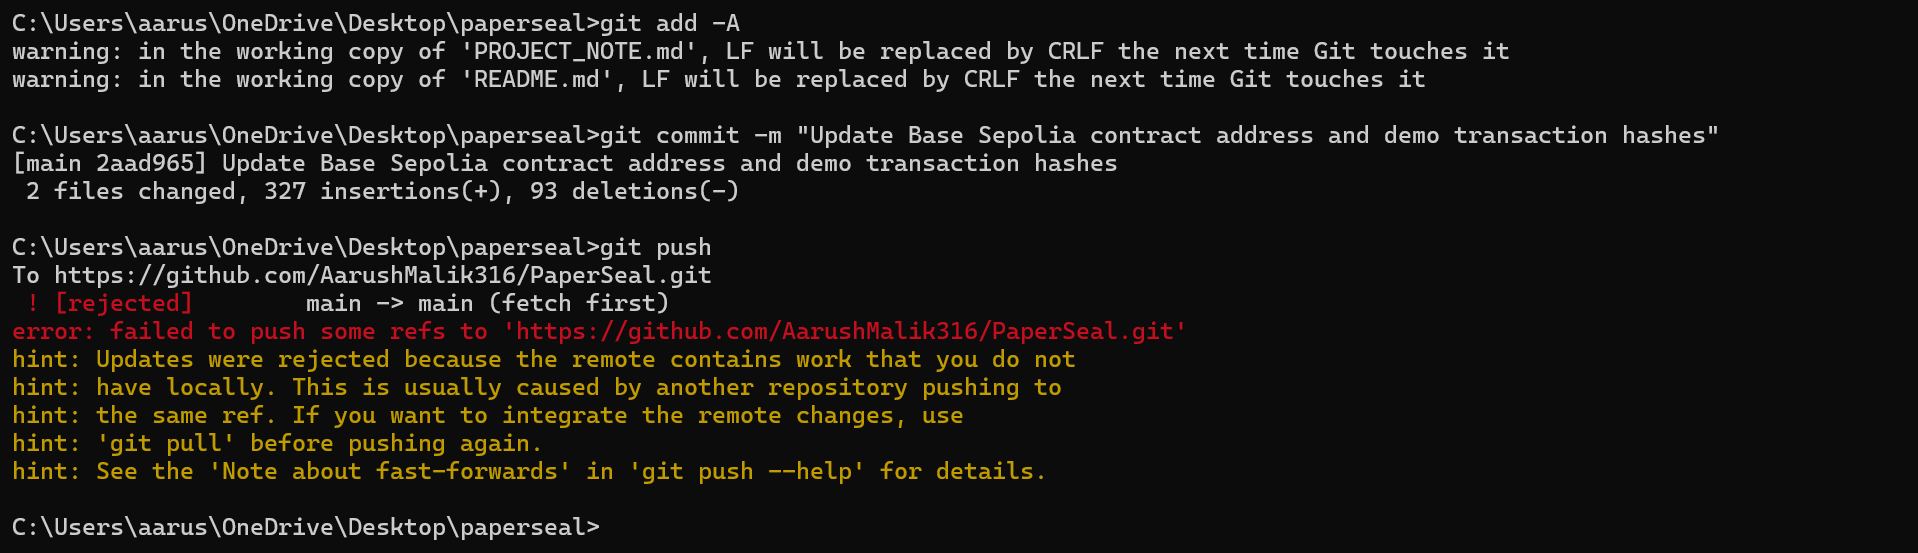 C:\Users\aarus\OneDrive\Desktop\paperseal>git add -A
warning: in the working copy of 'PROJECT_NOTE.md', LF will be replaced by CRLF the next time Git touches it
warning: in the working copy of 'README.md', LF will be replaced by CRLF the next time Git touches it
C:\Users\aarus\OneDrive\Desktop\paperseal>git commit -m "Update Base Sepolia contract address and demo transaction hashes"
[main 2aad965] Update Base Sepolia contract address and demo transaction hashes
 2 files changed, 327 insertions(+), 93 deletions(-)
C:\Users\aarus\OneDrive\Desktop\paperseal>git push
To https://github.com/AarushMalik316/PaperSeal.git
 ! [rejected]        main -> main (fetch first)
error: failed to push some refs to 'https://github.com/AarushMalik316/PaperSeal.git'
hint: Updates were rejected because the remote contains work that you do not
hint: have locally. This is usually caused by another repository pushing to
hint: the same ref. If you want to integrate the remote changes, use
hint: 'git pull' before pushing again.
hint: See the 'Note about fast-forwards' in 'git push --help' for details.
C:\Users\aarus\OneDrive\Desktop\paperseal>